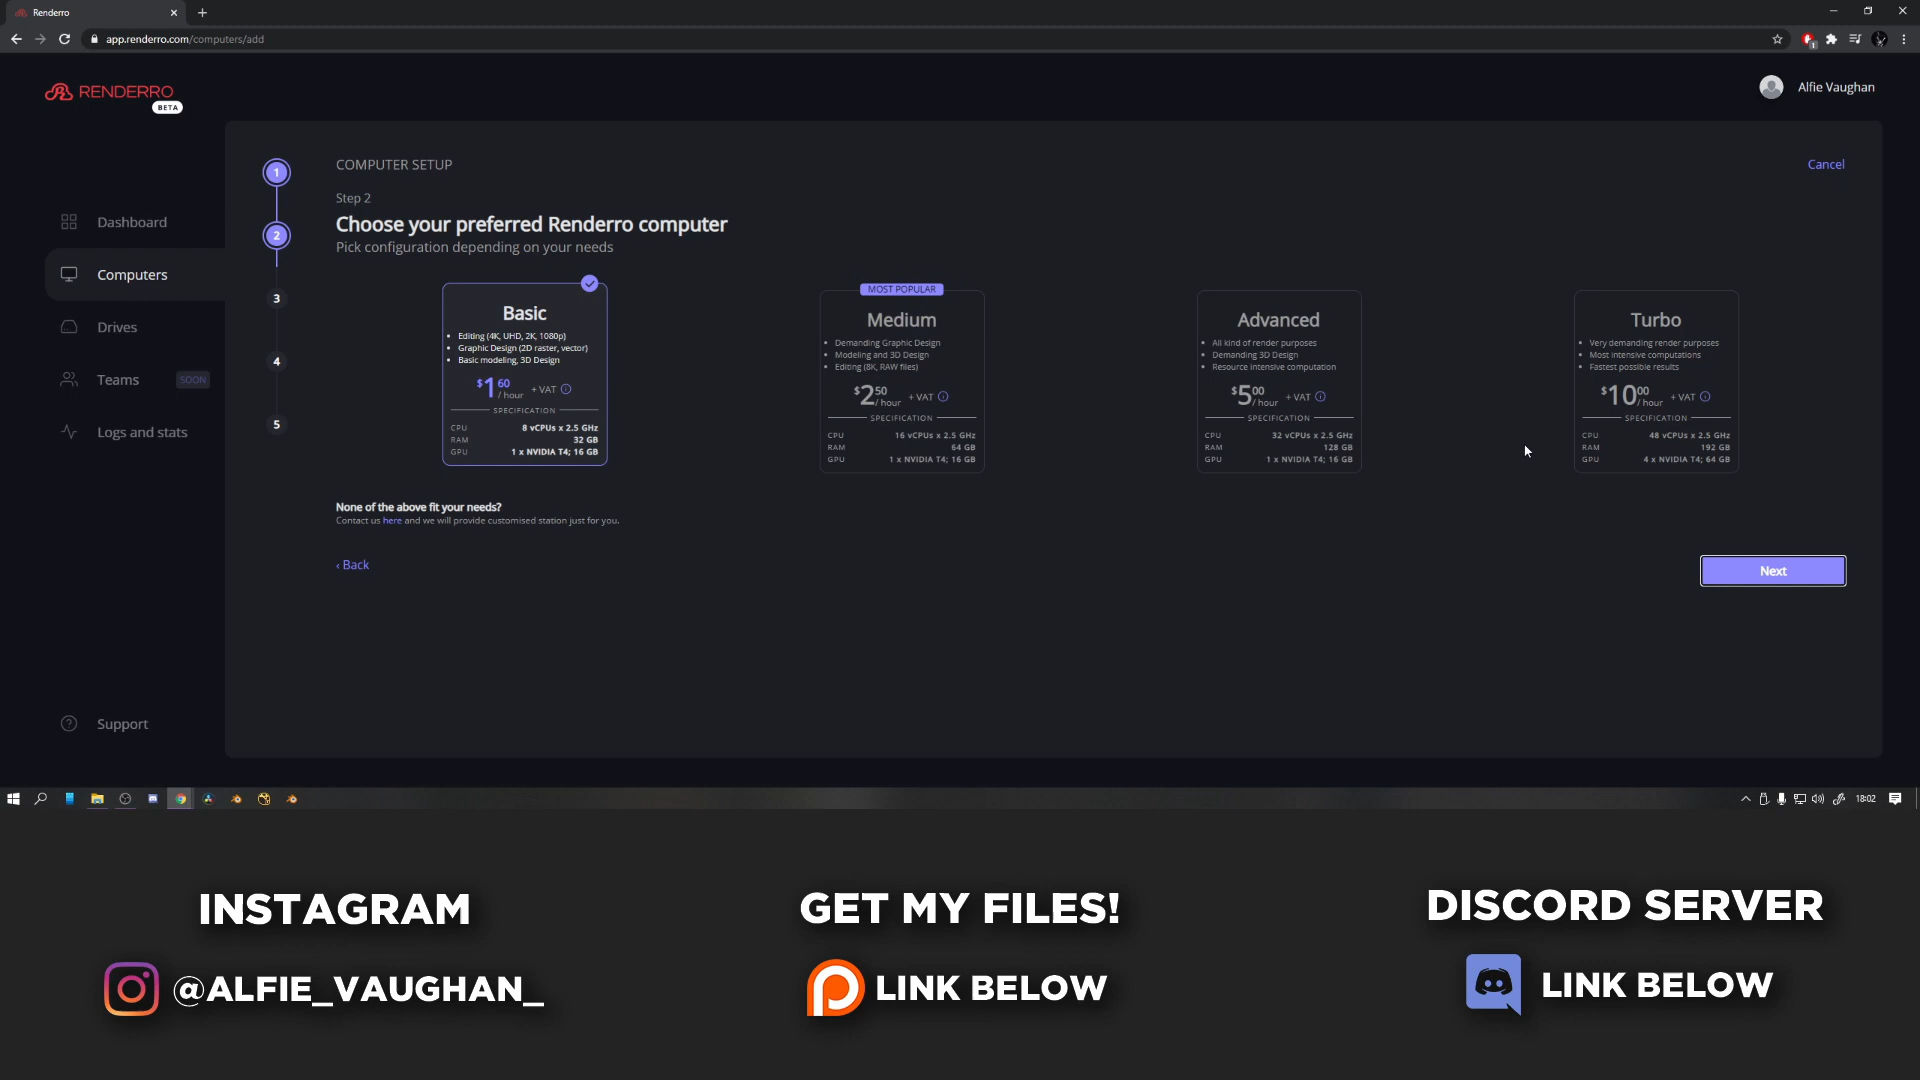 Renderro
app.renderro.com/computers/add
RENDERRO
BETA
Alfie Vaughan
Dashboard
Computers
Drives
Teams
SOON
Logs and stats
Support
1
2
3
4
5
COMPUTER SETUP
Cancel
Step 2
Choose your preferred Renderro computer
Pick configuration depending on your needs
Basic
• Editing (4K, UHD, 2K, 1080p)
• Graphic Design (2D raster, vector)
• Basic modeling, 3D Design
$1 60 / hour + VAT
SPECIFICATION
CPU 8 vCPUs x 2.5 GHz
RAM 32 GB
GPU 1 x NVIDIA T4; 16 GB
MOST POPULAR
Medium
• Demanding Graphic Design
• Modeling and 3D Design
• Editing (8K, RAW files)
$2 50 / hour + VAT
SPECIFICATION
CPU 16 vCPUs x 2.5 GHz
RAM 64 GB
GPU 1 x NVIDIA T4; 16 GB
Advanced
• All kind of render purposes
• Demanding 3D Design
• Resource intensive computation
$5 00 / hour + VAT
SPECIFICATION
CPU 32 vCPUs x 2.5 GHz
RAM 128 GB
GPU 1 x NVIDIA T4; 16 GB
Turbo
• Very demanding render purposes
• Most intensive computations
• Fastest possible results
$10 00 / hour + VAT
SPECIFICATION
CPU 48 vCPUs x 2.5 GHz
RAM 192 GB
GPU 4 x NVIDIA T4; 64 GB
None of the above fit your needs?
Contact us here and we will provide customised station just for you.
‹ Back
Next
18:02
INSTAGRAM
@ALFIE_VAUGHAN_
GET MY FILES!
LINK BELOW
DISCORD SERVER
LINK BELOW